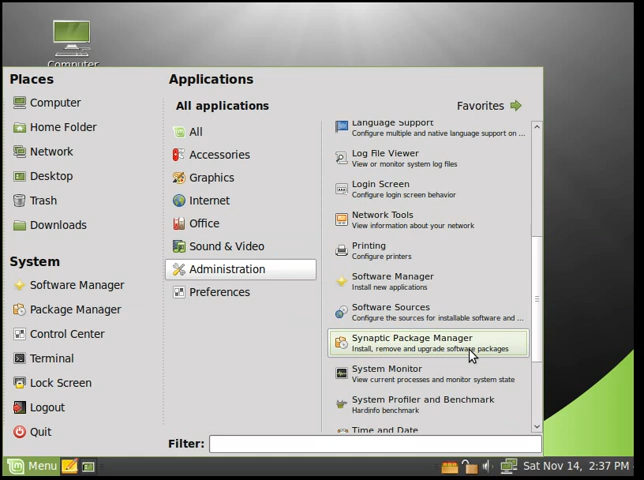 Computer
Places
Computer
Home Folder
Network
Desktop
Trash
Downloads
System
Software Manager
Package Manager
Control Center
Terminal
Lock Screen
Logout
Quit
Applications
All applications
Favorites
All
Accessories
Graphics
Internet
Office
Sound & Video
Administration
Preferences
Language Support
Configure multiple and native language support on ...
Log File Viewer
View or monitor system log files
Login Screen
Configure login screen behavior
Network Tools
View information about your network
Printing
Configure printers
Software Manager
Install new applications
Software Sources
Configure the sources for installable software and ...
Synaptic Package Manager
Install, remove and upgrade software packages
System Monitor
View current processes and monitor system state
System Profiler and Benchmark
Hardinfo benchmark
Time and Date
Filter:
Menu
Sat Nov 14, 2:37 PM